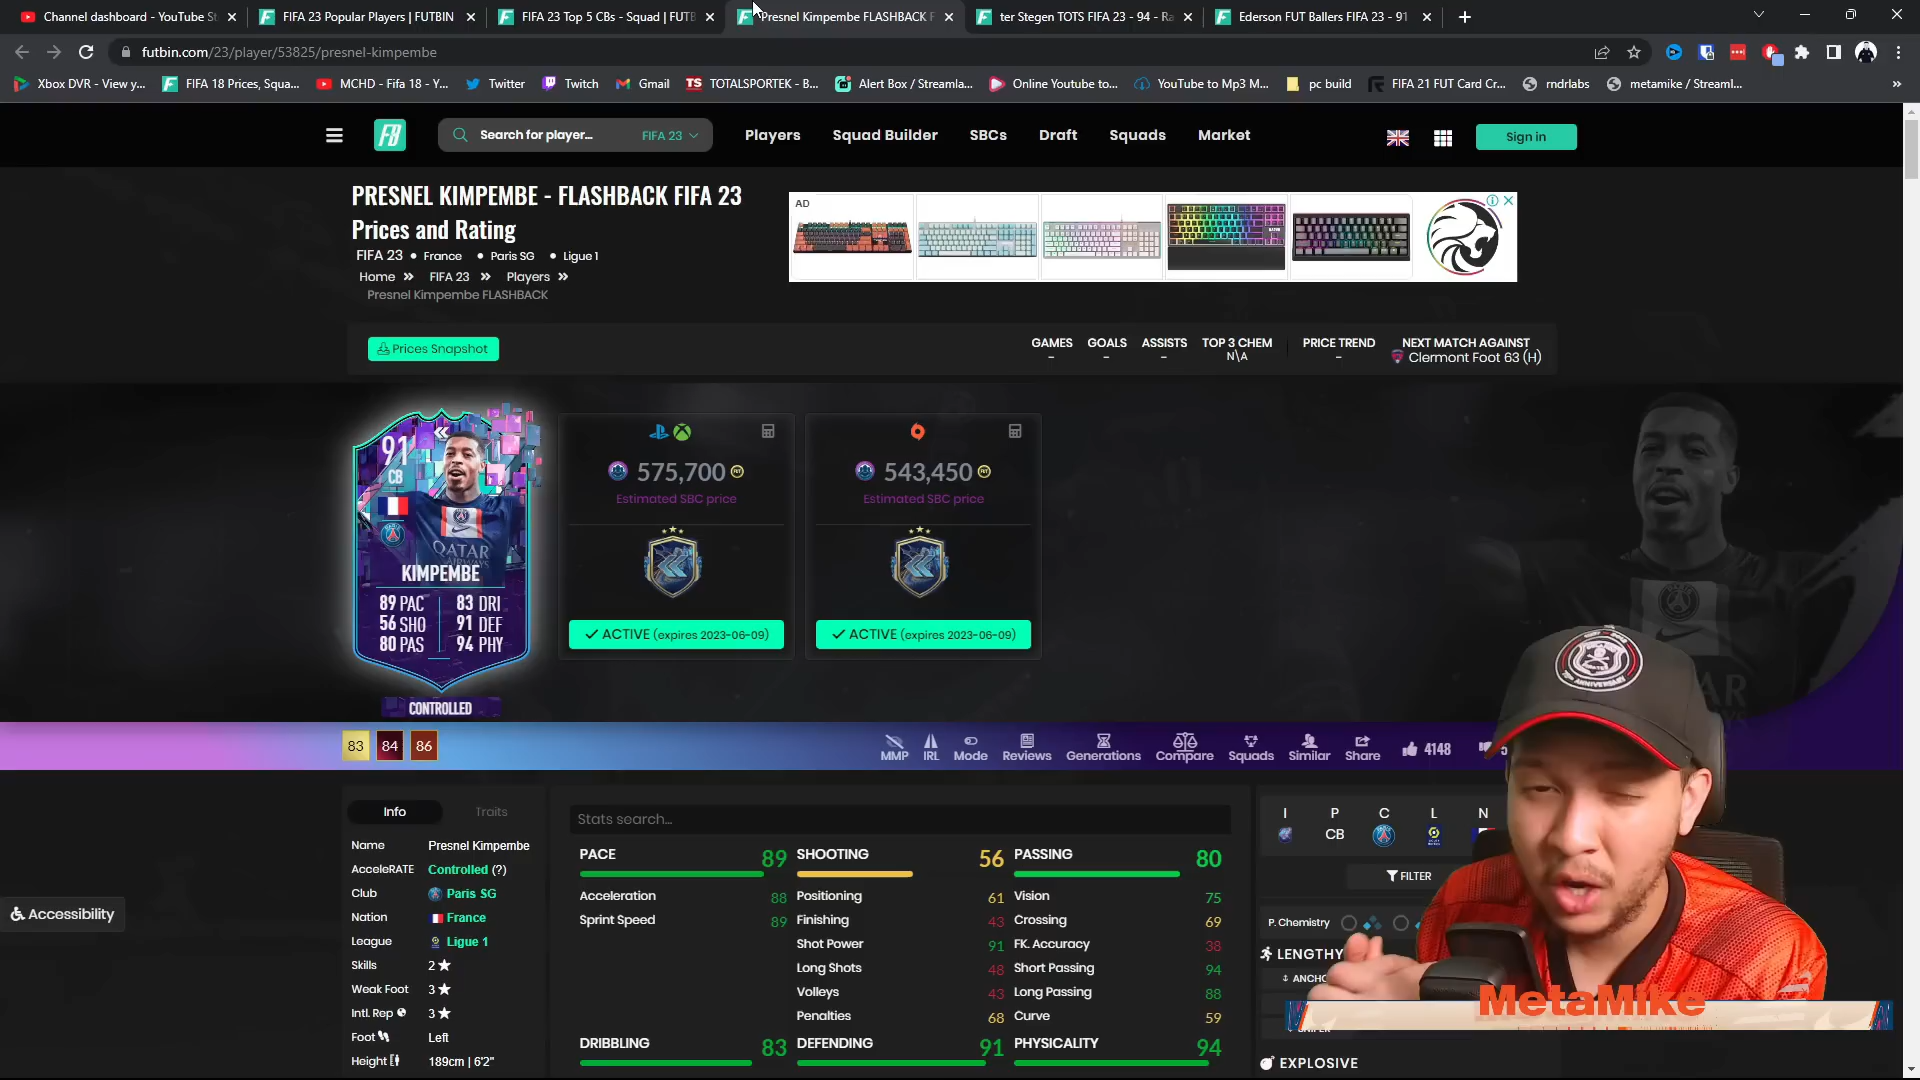 Channel dashboard - YouTube St
FIFA 23 Popular Players | FUTBIN
FIFA 23 Top 5 CBs - Squad | FUTB
Presnel Kimpembe FLASHBACK F
ter Stegen TOTS FIFA 23 - 94 - Ra
Ederson FUT Ballers FIFA 23 - 91
futbin.com/23/player/53825/presnel-kimpembe
Xbox DVR - View y...
FIFA 18 Prices, Squa...
MCHD - Fifa 18 - Y...
Twitter
Twitch
Gmail
TS TOTALSPORTEK - B...
Alert Box / Streamla...
Online Youtube to...
YouTube to Mp3 M...
pc build
FIFA 21 FUT Card Cr...
rndrlabs
metamike / Streaml...
FB
Search for player...
FIFA 23
Players
Squad Builder
SBCs
Draft
Squads
Market
Sign in
PRESNEL KIMPEMBE - FLASHBACK FIFA 23
Prices and Rating
FIFA 23 • France • Paris SG • Ligue 1
Home » FIFA 23 » Players »
Presnel Kimpembe FLASHBACK
AD
Prices Snapshot
GAMES
-
GOALS
-
ASSISTS
-
TOP 3 CHEM
N\A
PRICE TREND
-
NEXT MATCH AGAINST
Clermont Foot 63 (H)
91
CB
QATAR
AIRWAYS
KIMPEMBE
89 PAC 83 DRI
56 SHO 91 DEF
80 PAS 94 PHY
CONTROLLED
575,700
Estimated SBC price
ACTIVE (expires 2023-06-09)
543,450
Estimated SBC price
ACTIVE (expires 2023-06-09)
83 84 86
MMP
IRL
Mode
Reviews
Generations
Compare
Squads
Similar
Share
4148
5
Info
Traits
Name Presnel Kimpembe
AcceleRATE Controlled (?)
Club Paris SG
Nation France
League Ligue 1
Skills 2★
Weak Foot 3★
Intl. Rep 3★
Foot Left
Height 189cm | 6'2"
Stats search...
PACE 89
Acceleration 88
Sprint Speed 89
SHOOTING 56
Positioning 61
Finishing 43
Shot Power 91
Long Shots 48
Volleys 43
Penalties 68
PASSING 80
Vision 75
Crossing 69
FK. Accuracy 38
Short Passing 94
Long Passing 88
Curve 59
DRIBBLING 83
DEFENDING 91
PHYSICALITY 94
I P C L N
CB
FILTER
P. Chemistry
LENGTHY
ANCHO
EXPLOSIVE
MetaMike
Accessibility